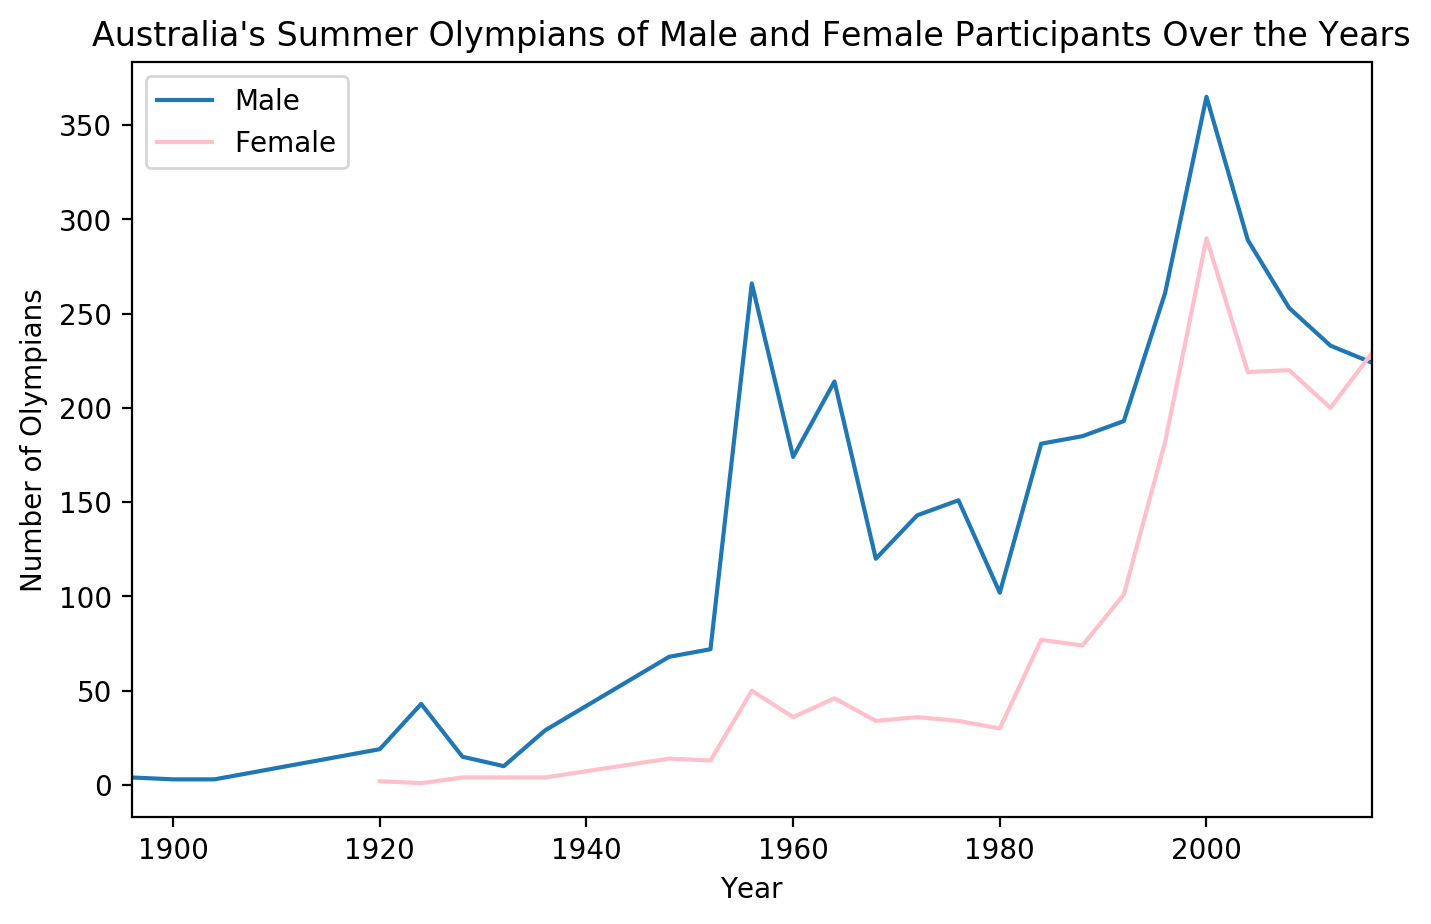 Australia's Summer Olympians of Male and Female Participants Over the Years
Male
Female
350
300
250
200
150
100
50
0
Number of Olympians
1900 1920 1940 1960 1980 2000
Year